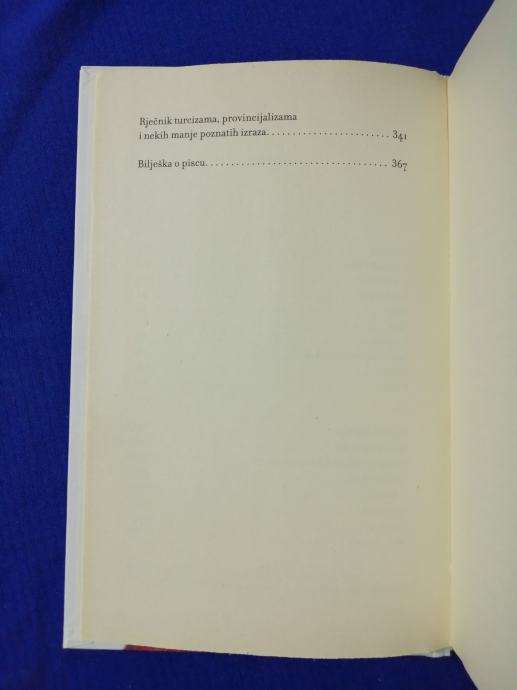 Rječnik turcizama, provincijalizama
i nekih manje poznatih izraza. . . . . . . . . . . . . . . . . . . . . . . . 341
Bilješka o piscu. . . . . . . . . . . . . . . . . . . . . . . . . . . . . . . . . . . 367